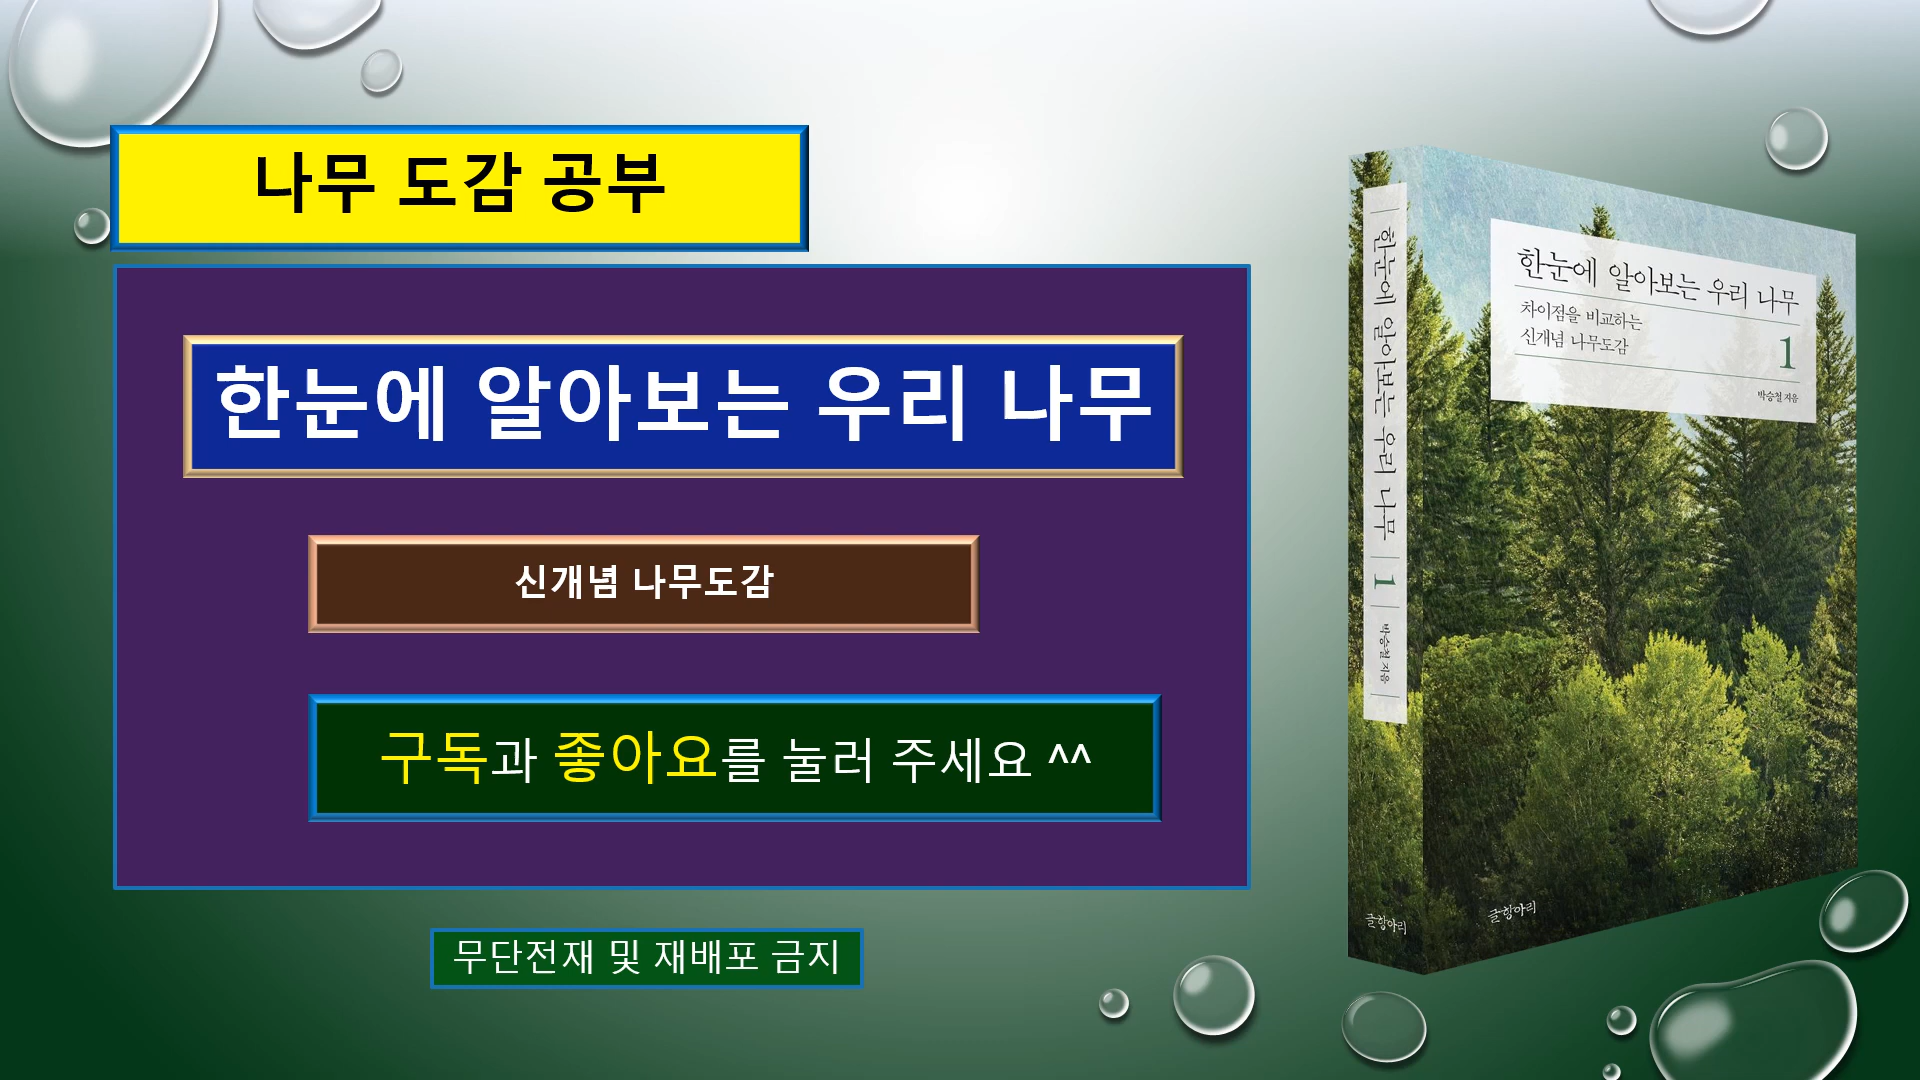 나무 도감 공부
한눈에 알아보는 우리 나무
신개념 나무도감
구독과 좋아요를 눌러 주세요 ^^
무단전재 및 재배포 금지
한눈에 알아보는 우리 나무 1 박승철 지음
글항아리
한눈에 알아보는 우리 나무
차이점을 비교하는
신개념 나무도감
1
박승철 지음
글항아리